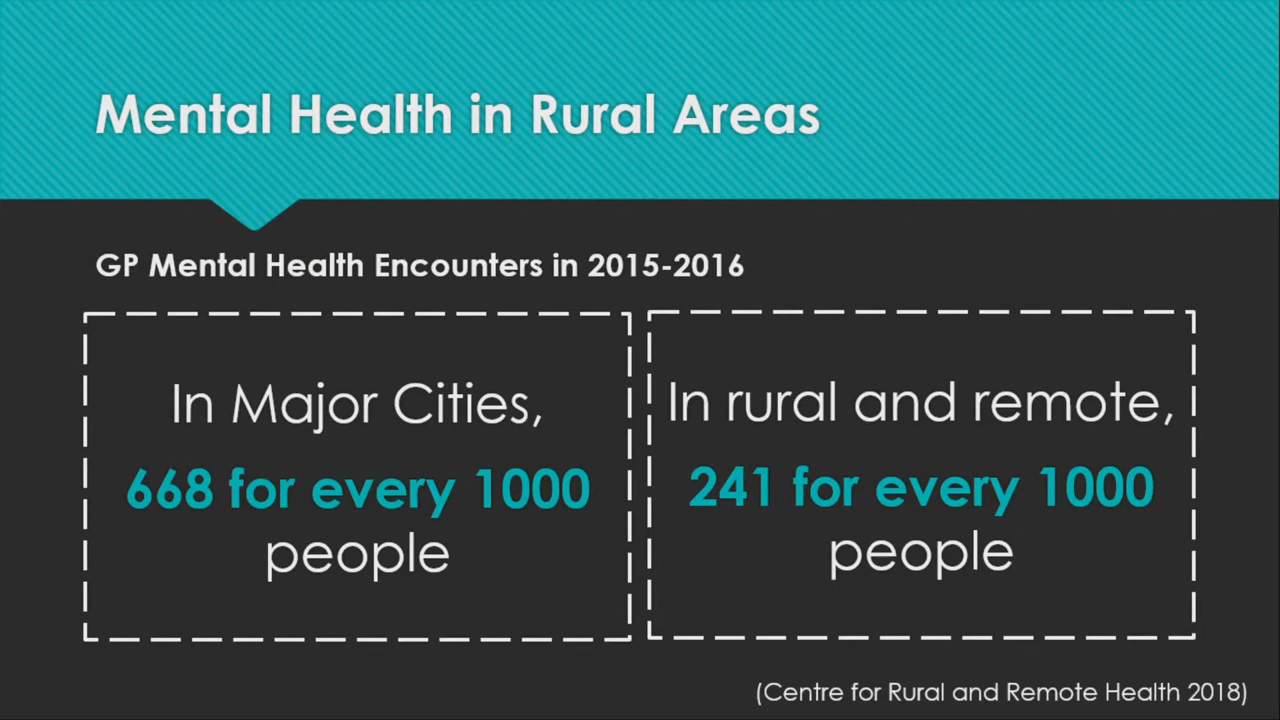 Mental Health in Rural Areas
GP Mental Health Encounters in 2015-2016
In Major Cities,
668 for every 1000
people
In rural and remote,
241 for every 1000
people
(Centre for Rural and Remote Health 2018)